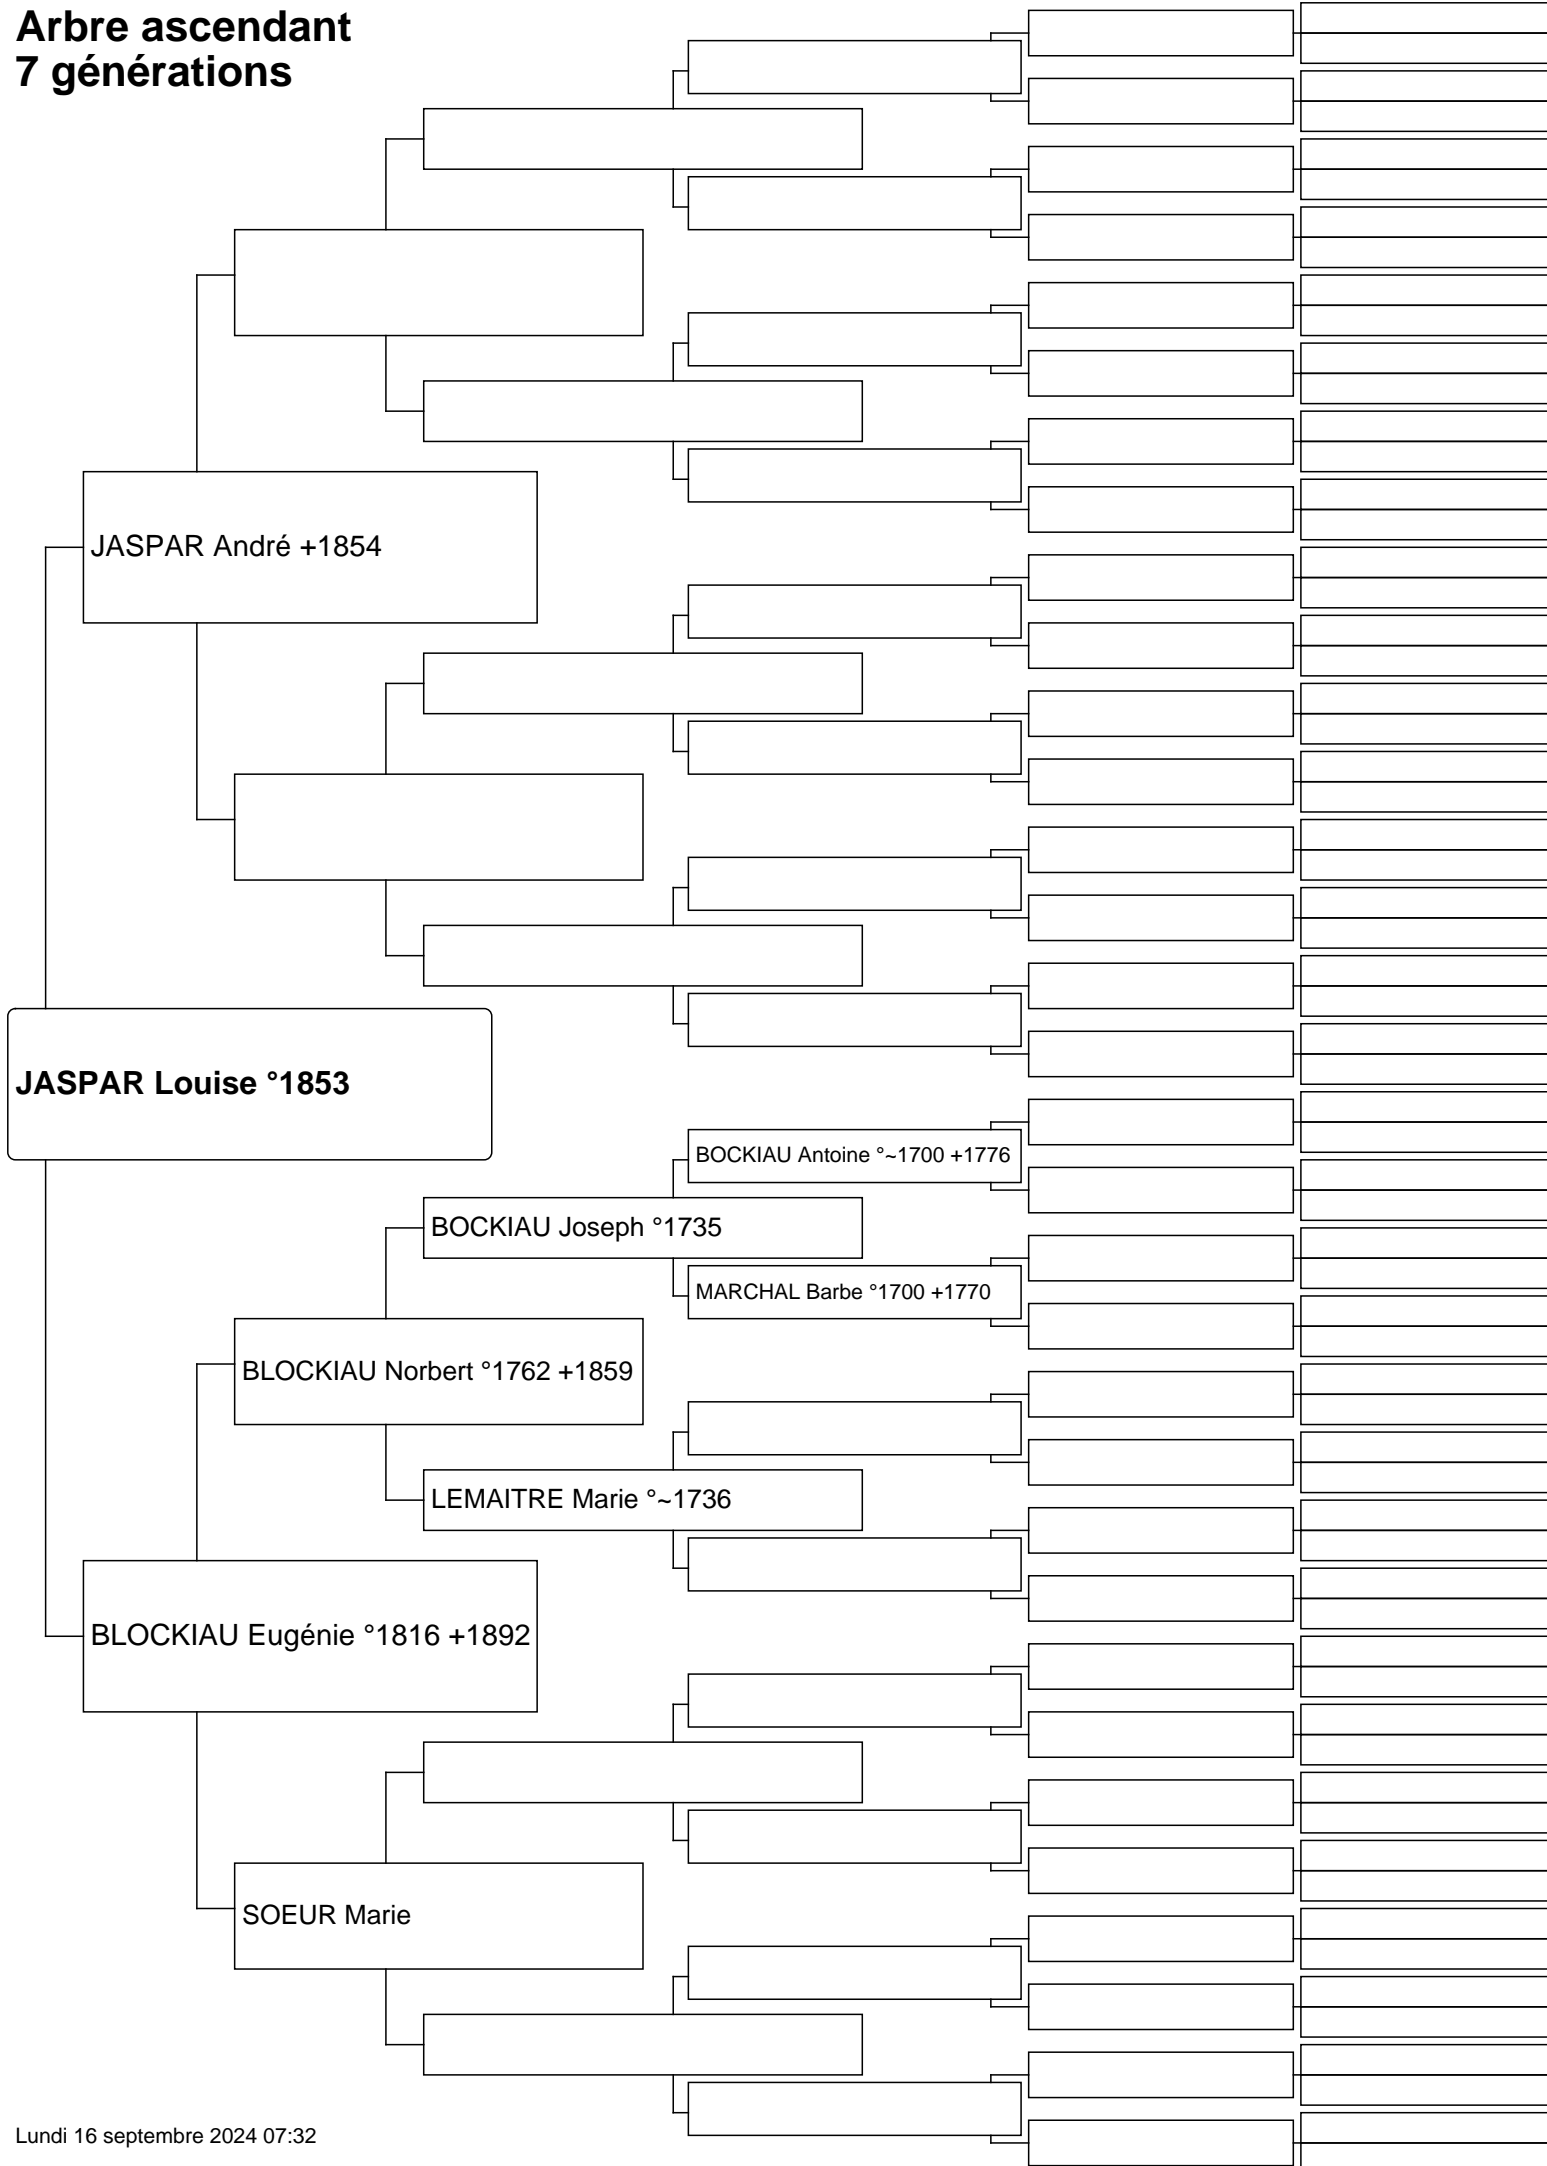 Arbre ascendant
7 générations
JASPAR André +1854
JASPAR Louise °1853
BOCKIAU Antoine °~1700 +1776
BOCKIAU Joseph °1735
MARCHAL Barbe °1700 +1770
BLOCKIAU Norbert °1762 +1859
LEMAITRE Marie °~1736
BLOCKIAU Eugénie °1816 +1892
SOEUR Marie
Lundi 16 septembre 2024 07:32